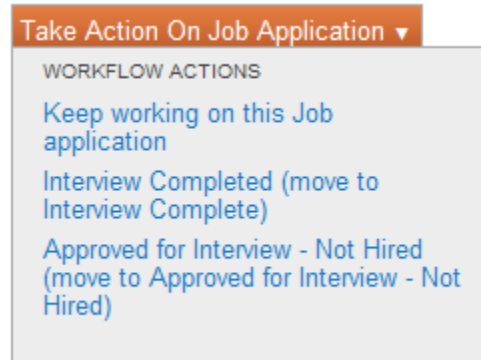 Take Action On Job Application ▼
WORKFLOW ACTIONS
Keep working on this Job
application
Interview Completed (move to
Interview Complete)
Approved for Interview - Not Hired
(move to Approved for Interview - Not
Hired)